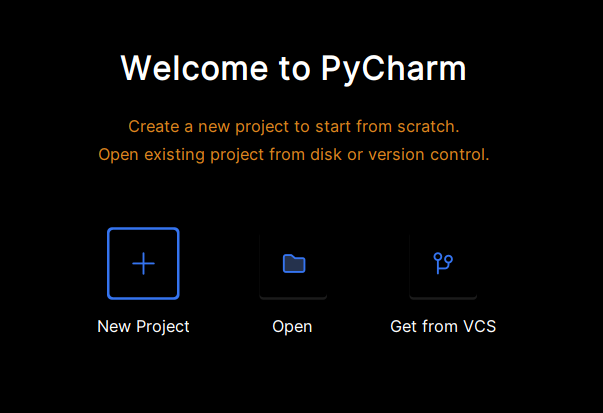 Welcome to PyCharm
Create a new project to start from scratch.
Open existing project from disk or version control.
New Project
Open
Get from VCS